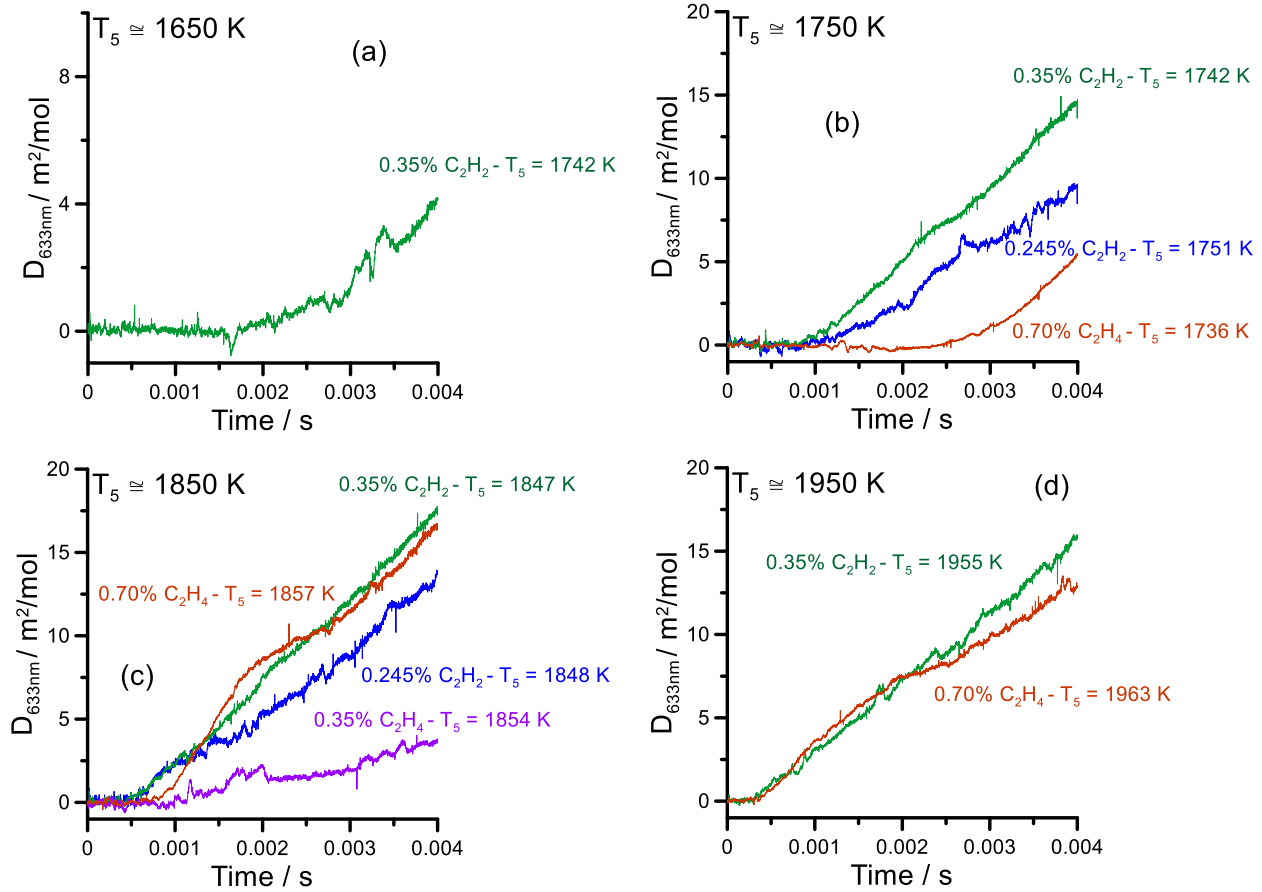 T₅ ≅ 1650 K
(a)
0.35% C₂H₂ - T₅ = 1742 K
D₆₃₃ₙₘ / m²/mol
8
4
0
0 0.001 0.002 0.003 0.004
Time / s
T₅ ≅ 1750 K
(b)
0.35% C₂H₂ - T₅ = 1742 K
0.245% C₂H₂ - T₅ = 1751 K
0.70% C₂H₄ - T₅ = 1736 K
D₆₃₃ₙₘ / m²/mol
20
15
10
5
0
0 0.001 0.002 0.003 0.004
Time / s
T₅ ≅ 1850 K
0.35% C₂H₂ - T₅ = 1847 K
0.70% C₂H₄ - T₅ = 1857 K
(c)
0.245% C₂H₂ - T₅ = 1848 K
0.35% C₂H₄ - T₅ = 1854 K
D₆₃₃ₙₘ / m²/mol
20
15
10
5
0
0 0.001 0.002 0.003 0.004
Time / s
T₅ ≅ 1950 K
(d)
0.35% C₂H₂ - T₅ = 1955 K
0.70% C₂H₄ - T₅ = 1963 K
D₆₃₃ₙₘ / m²/mol
20
15
10
5
0
0 0.001 0.002 0.003 0.004
Time / s